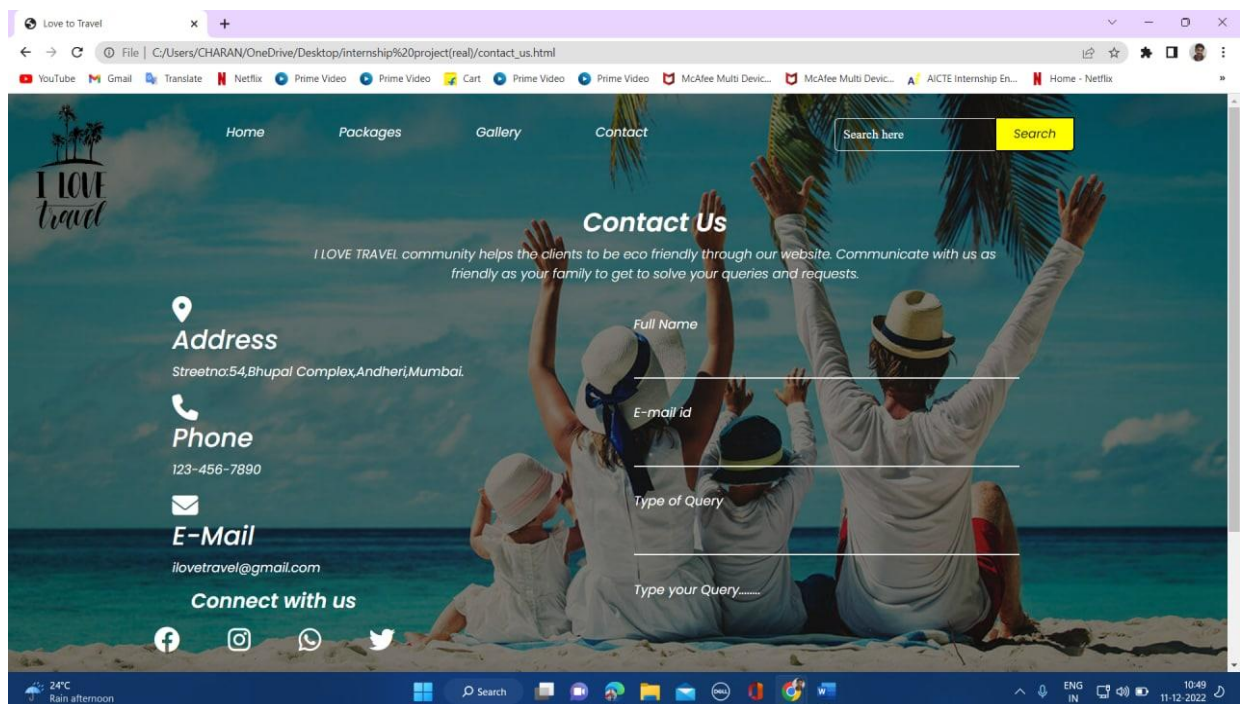 Love to Travel
File | C:/Users/CHARAN/OneDrive/Desktop/internship%20project(real)/contact_us.html
YouTube Gmail Translate Netflix Prime Video Prime Video Cart Prime Video Prime Video McAfee Multi Devic... McAfee Multi Devic... AICTE Internship En... Home - Netflix
Home Packages Gallery Contact Search here Search
I LOVE
travel
Contact Us
I LOVE TRAVEL community helps the clients to be eco friendly through our website. Communicate with us as
friendly as your family to get to solve your queries and requests.
Address
Streetno:54,Bhupal Complex,Andheri,Mumbai.
Phone
123-456-7890
E-Mail
ilovetravel@gmail.com
Connect with us
Full Name
E-mail id
Type of Query
Type your Query........
24°C
Rain afternoon
Search
DELL
ENG
IN
10:49
11-12-2022